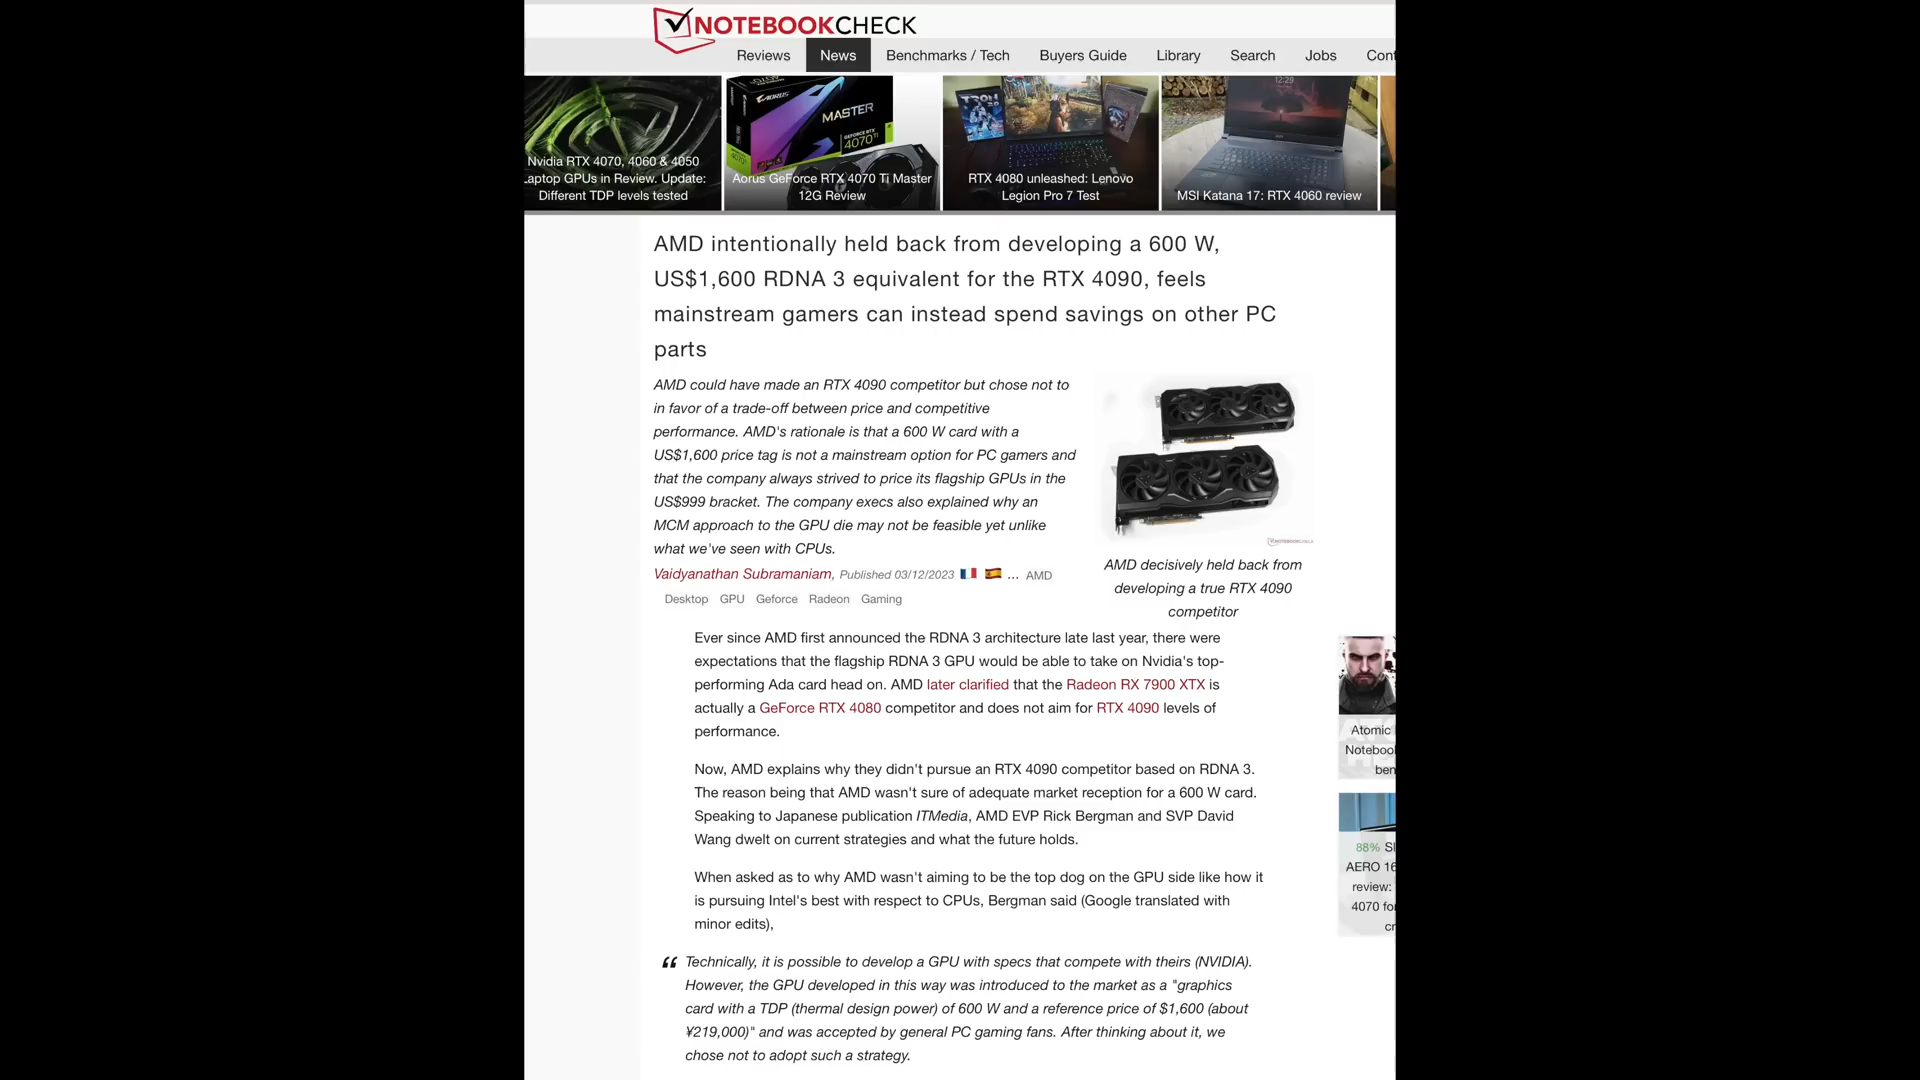 NOTEBOOKCHECK
Reviews News Benchmarks / Tech Buyers Guide Library Search Jobs
AORUS
MASTER
GEFORCE RTX
4070 Ti
TRON
2.0
12:29
Nvidia RTX 4070, 4060 & 4050
aptop GPUs in Review. Update:
Different TDP levels tested
Aorus GeForce RTX 4070 Ti Master
12G Review
RTX 4080 unleashed: Lenovo
Legion Pro 7 Test
MSI Katana 17: RTX 4060 review
AMD intentionally held back from developing a 600 W,
US$1,600 RDNA 3 equivalent for the RTX 4090, feels
mainstream gamers can instead spend savings on other PC
parts
AMD could have made an RTX 4090 competitor but chose not to
in favor of a trade-off between price and competitive
performance. AMD's rationale is that a 600 W card with a
US$1,600 price tag is not a mainstream option for PC gamers and
that the company always strived to price its flagship GPUs in the
US$999 bracket. The company execs also explained why an
MCM approach to the GPU die may not be feasible yet unlike
what we've seen with CPUs.
Vaidyanathan Subramaniam, Published 03/12/2023 ... AMD
Desktop GPU Geforce Radeon Gaming
NOTEBOOKCHECK
AMD decisively held back from
developing a true RTX 4090
competitor
Ever since AMD first announced the RDNA 3 architecture late last year, there were
expectations that the flagship RDNA 3 GPU would be able to take on Nvidia's top-
performing Ada card head on. AMD later clarified that the Radeon RX 7900 XTX is
actually a GeForce RTX 4080 competitor and does not aim for RTX 4090 levels of
performance.
Now, AMD explains why they didn't pursue an RTX 4090 competitor based on RDNA 3.
The reason being that AMD wasn't sure of adequate market reception for a 600 W card.
Speaking to Japanese publication ITMedia, AMD EVP Rick Bergman and SVP David
Wang dwelt on current strategies and what the future holds.
When asked as to why AMD wasn't aiming to be the top dog on the GPU side like how it
is pursuing Intel's best with respect to CPUs, Bergman said (Google translated with
minor edits),
“ Technically, it is possible to develop a GPU with specs that compete with theirs (NVIDIA).
However, the GPU developed in this way was introduced to the market as a "graphics
card with a TDP (thermal design power) of 600 W and a reference price of $1,600 (about
¥219,000)" and was accepted by general PC gaming fans. After thinking about it, we
chose not to adopt such a strategy.
Atomic
Noteboo
ben
88% Sl
AERO 16
review:
4070 for
cr